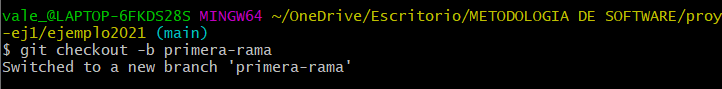 vale_@LAPTOP-6FKDS28S MINGW64 ~/OneDrive/Escritorio/METODOLOGIA DE SOFTWARE/proy
-ej1/ejemplo2021 (main)
$ git checkout -b primera-rama
Switched to a new branch 'primera-rama'